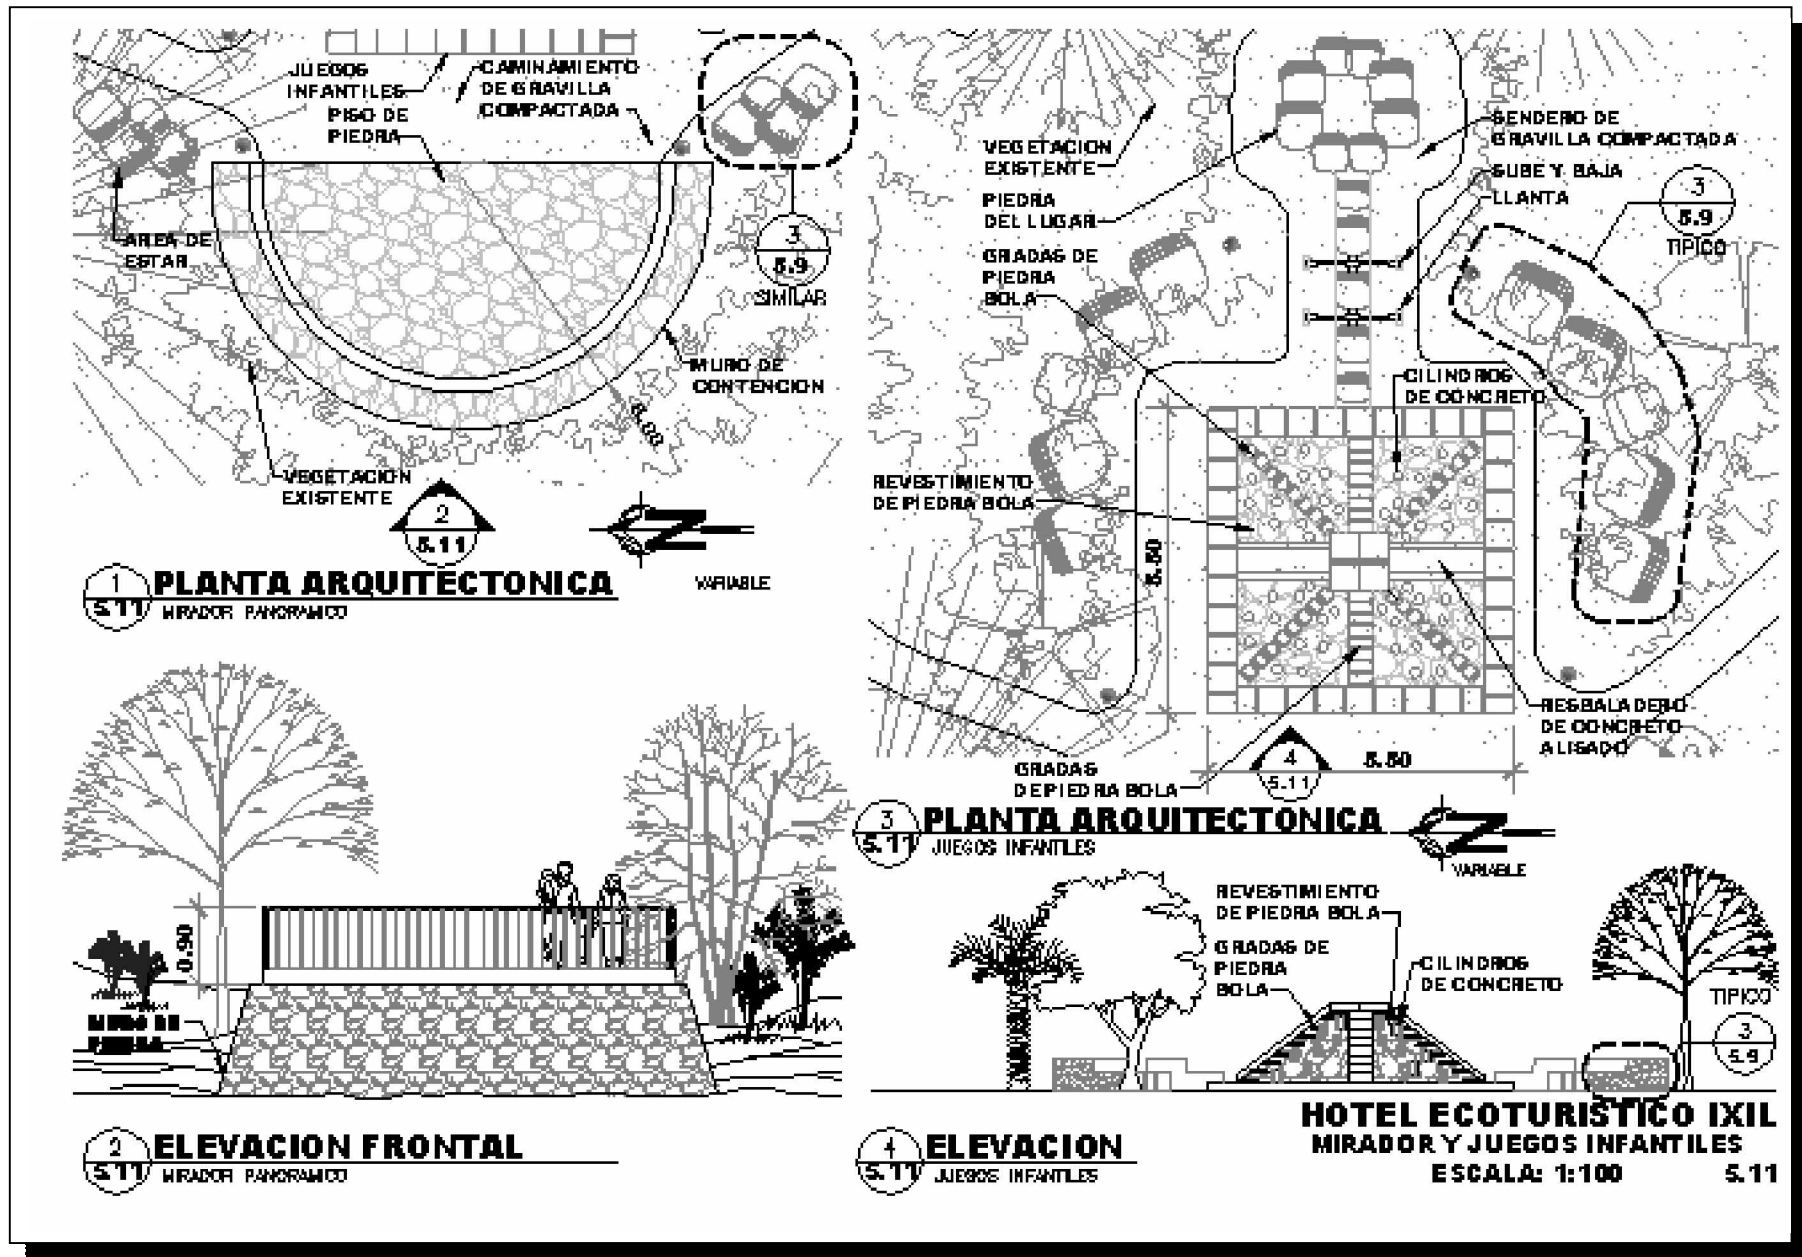 JUEGOS
INFANTILES
PISO DE
PIEDRA
CAMINAMIENTO
DE GRAVILLA
COMPACTADA
AREA DE
ESTAR
3
5.9
SIMILAR
MURO DE
CONTENCION
VEGETACION
EXISTENTE
2
5.11
N
VARIABLE
1
5.11
PLANTA ARQUITECTONICA
MIRADOR PANORAMICO
VEGETACION
EXISTENTE
PIEDRA
DEL LUGAR
GRADAS DE
PIEDRA
BOLA
SENDERO DE
GRAVILLA COMPACTADA
SUBE Y BAJA
LLANTA
3
5.9
TIPICO
CILINDROS
DE CONCRETO
REVESTIMIENTO
DE PIEDRA BOLA
5.50
RESBALADERO
DE CONCRETO
ALISADO
GRADAS
DE PIEDRA BOLA
4
5.11
5.50
3
5.11
PLANTA ARQUITECTONICA
JUEGOS INFANTILES
N
VARIABLE
0.90
MURO DE
PIEDRA
2
5.11
ELEVACION FRONTAL
MIRADOR PANORAMICO
REVESTIMIENTO
DE PIEDRA BOLA
GRADAS DE
PIEDRA
BOLA
CILINDROS
DE CONCRETO
TIPICO
3
5.9
4
5.11
ELEVACION
JUEGOS INFANTILES
HOTEL ECOTURISTICO IXIL
MIRADOR Y JUEGOS INFANTILES
ESCALA: 1:100
5.11